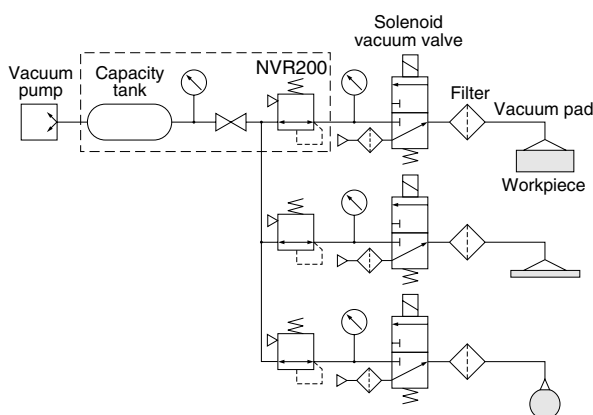 Solenoid
vacuum valve
Vacuum
pump
Capacity
tank
NVR200
Filter
Vacuum pad
Workpiece